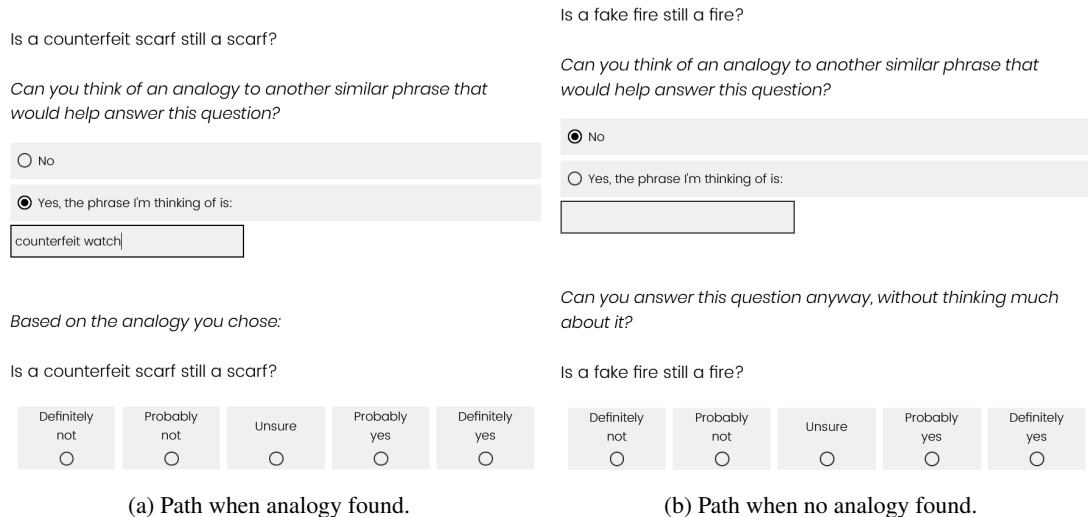 Is a counterfeit scarf still a scarf?
Can you think of an analogy to another similar phrase that
would help answer this question?
No
Yes, the phrase I'm thinking of is:
counterfeit watch
Based on the analogy you chose:
Is a counterfeit scarf still a scarf?
Definitely not
Probably not
Unsure
Probably yes
Definitely yes
(a) Path when analogy found.
Is a fake fire still a fire?
Can you think of an analogy to another similar phrase that
would help answer this question?
No
Yes, the phrase I'm thinking of is:
Can you answer this question anyway, without thinking much
about it?
Is a fake fire still a fire?
Definitely not
Probably not
Unsure
Probably yes
Definitely yes
(b) Path when no analogy found.